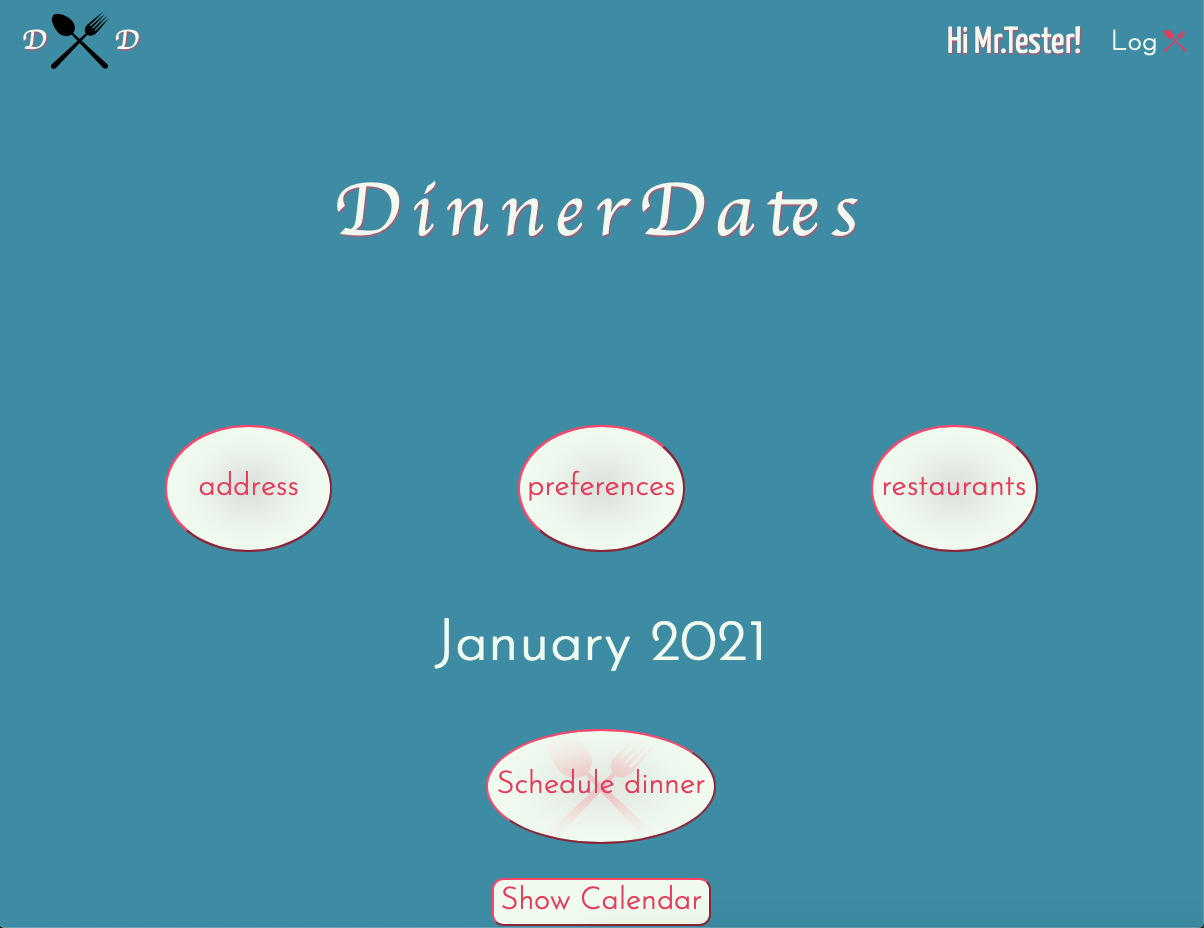 D D
Hi Mr.Tester!
Log
DinnerDates
address
preferences
restaurants
January 2021
Schedule dinner
Show Calendar